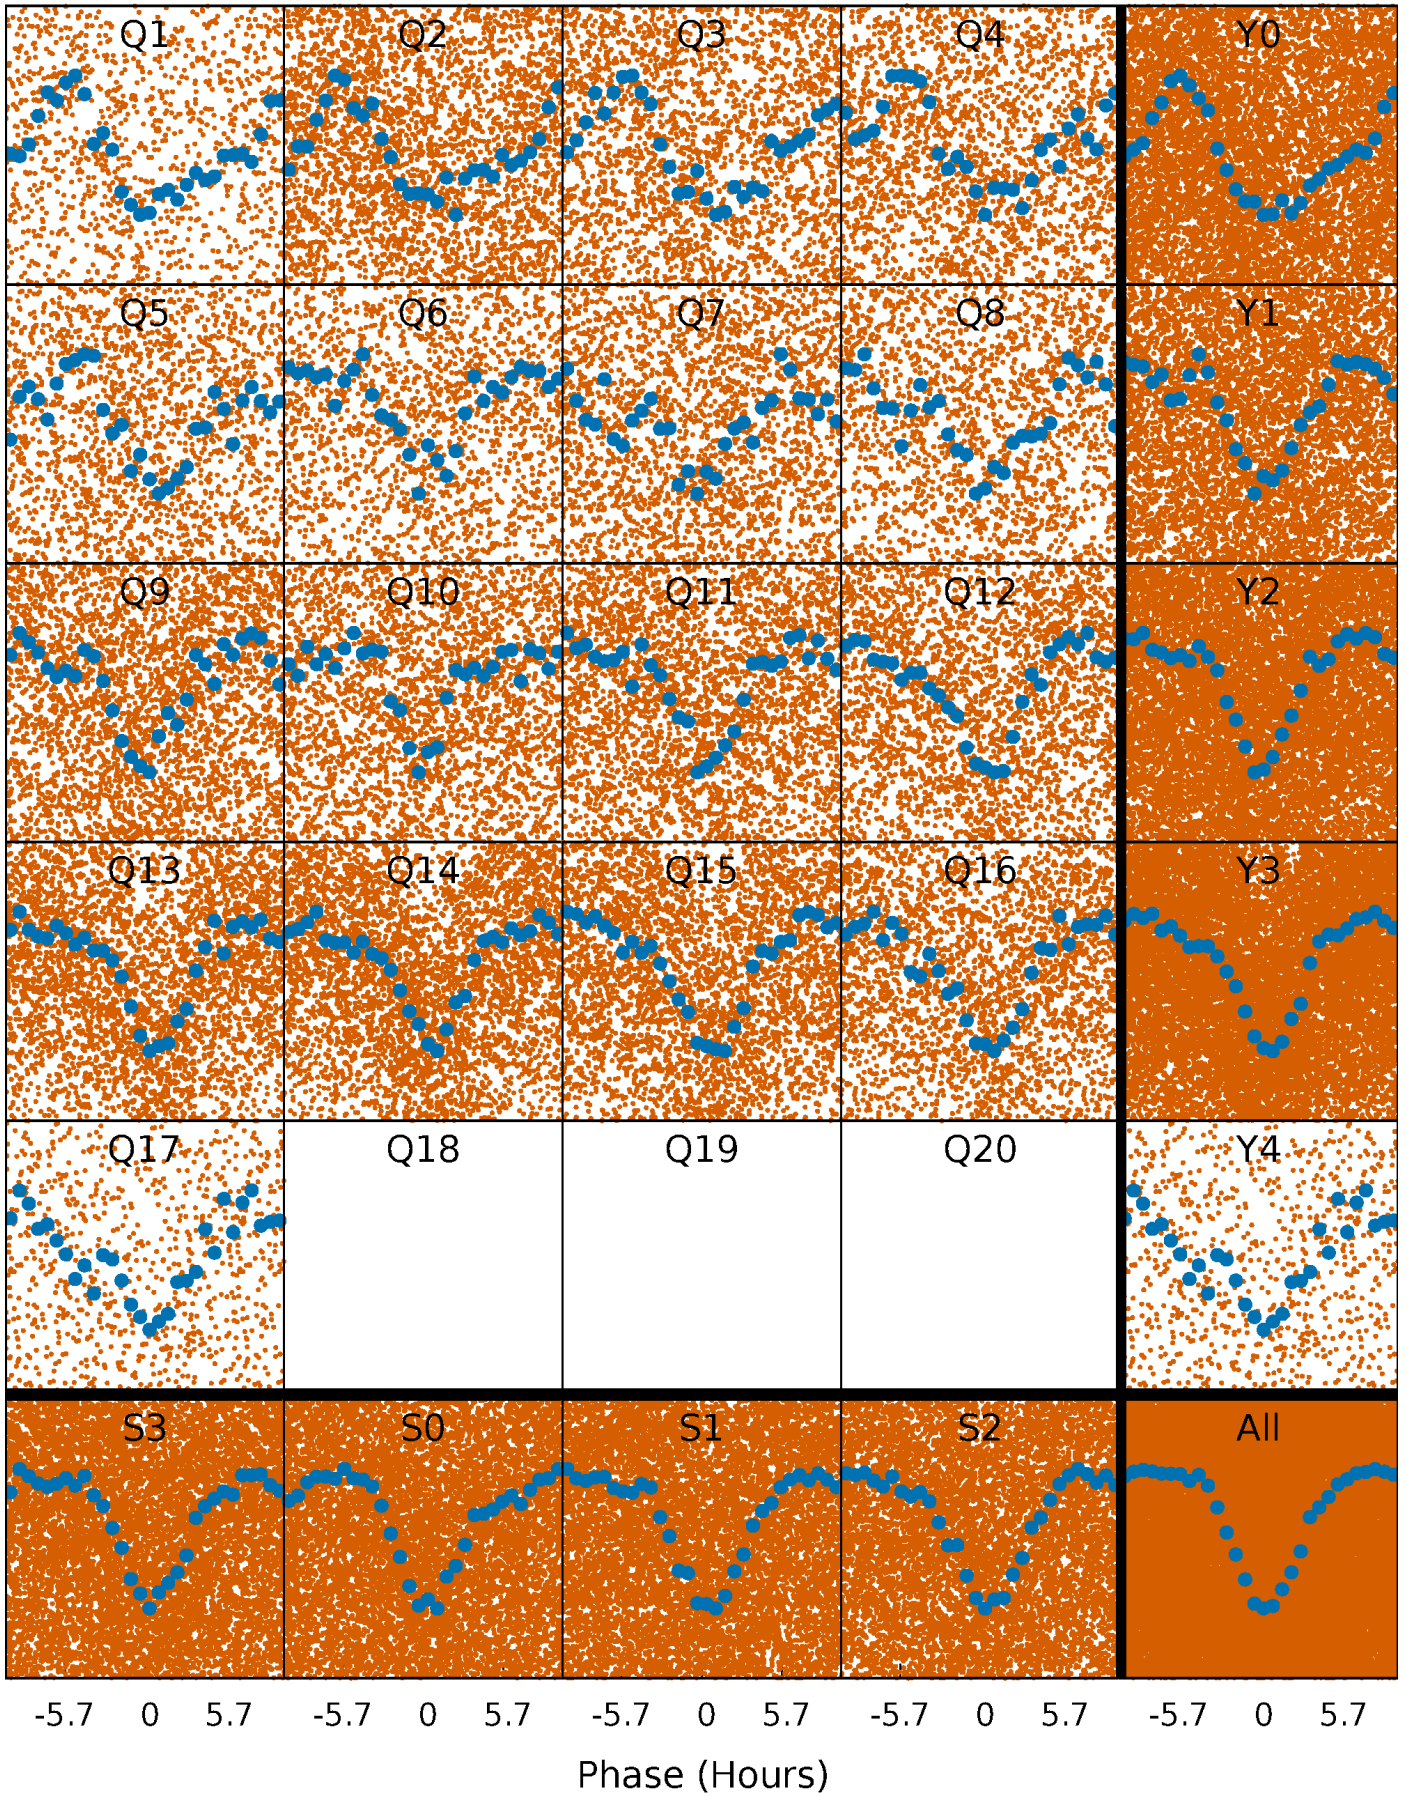 Q1 Q2 Q3 Q4 Y0
Q5 Q6 Q7 Q8 Y1
Q9 Q10 Q11 Q12 Y2
Q13 Q14 Q15 Q16 Y3
Q17 Q18 Q19 Q20 Y4
S3 S0 S1 S2 All
-5.7 0 5.7 -5.7 0 5.7 -5.7 0 5.7 -5.7 0 5.7 -5.7 0 5.7
Phase (Hours)